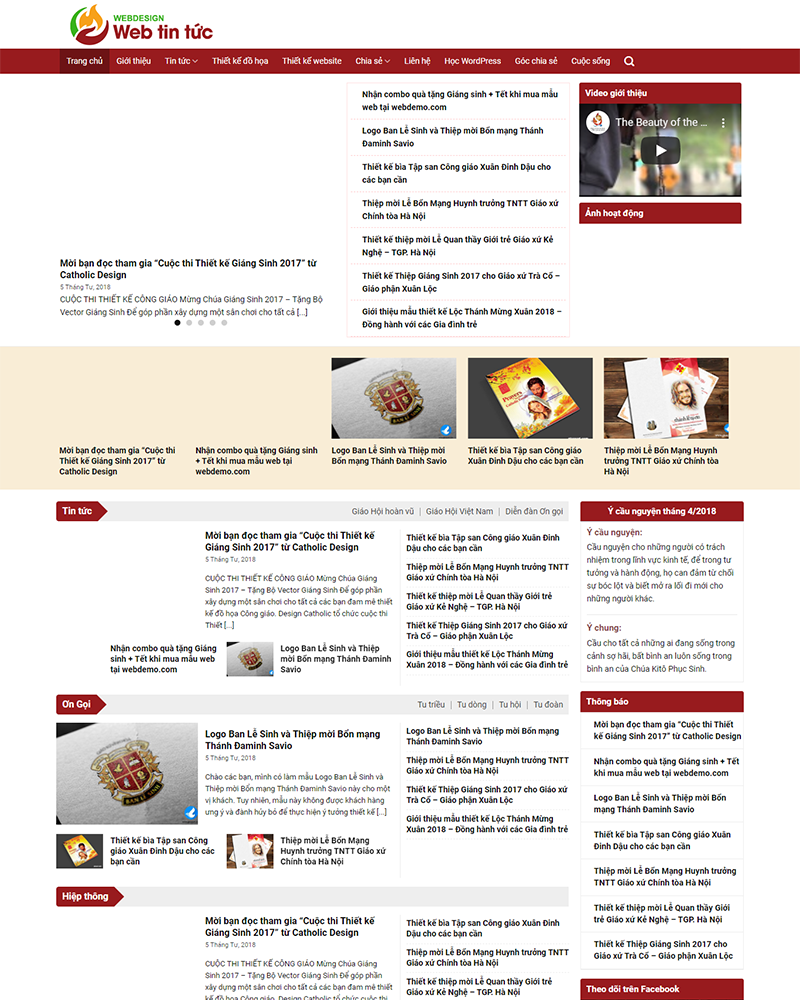 WEBDESIGN
Web tin tức
Trang chủ
Giới thiệu
Tin tức
Thiết kế đồ họa
Thiết kế website
Chia sẻ
Liên hệ
Học WordPress
Góc chia sẻ
Cuộc sống
Mời bạn đọc tham gia “Cuộc thi Thiết kế Giáng Sinh 2017” từ
Catholic Design
5 Tháng Tư, 2018
CUỘC THI THIẾT KẾ CÔNG GIÁO Mừng Chúa Giáng Sinh 2017 – Tặng Bộ
Vector Giáng Sinh Để góp phần xây dựng một sân chơi cho tất cả [...]
Nhận combo quà tặng Giáng sinh + Tết khi mua mẫu
web tại webdemo.com
Logo Ban Lễ Sinh và Thiệp mời Bổn mạng Thánh
Đaminh Savio
Thiết kế bìa Tập san Công giáo Xuân Đinh Dậu cho
các bạn cần
Thiệp mời Lễ Bổn Mạng Huynh trưởng TNTT Giáo xứ
Chính tòa Hà Nội
Thiết kế thiệp mời Lễ Quan thầy Giới trẻ Giáo xứ Kẻ
Nghệ – TGP. Hà Nội
Thiết kế Thiệp Giáng Sinh 2017 cho Giáo xứ Trà Cổ –
Giáo phận Xuân Lộc
Giới thiệu mẫu thiết kế Lộc Thánh Mừng Xuân 2018 –
Đồng hành với các Gia đình trẻ
Video giới thiệu
The Beauty of the ...
Ảnh hoạt động
Mời bạn đọc tham gia “Cuộc thi
Thiết kế Giáng Sinh 2017” từ
Catholic Design
Nhận combo quà tặng Giáng sinh
+ Tết khi mua mẫu web tại
webdemo.com
Logo Ban Lễ Sinh và Thiệp mời
Bổn mạng Thánh Đaminh Savio
Thiết kế bìa Tập san Công giáo
Xuân Đinh Dậu cho các bạn cần
Thiệp mời Lễ Bổn Mạng Huynh
trưởng TNTT Giáo xứ Chính tòa
Hà Nội
Tin tức
Giáo Hội hoàn vũ | Giáo Hội Việt Nam | Diễn đàn Ơn gọi
Mời bạn đọc tham gia “Cuộc thi Thiết kế
Giáng Sinh 2017” từ Catholic Design
5 Tháng Tư, 2018
CUỘC THI THIẾT KẾ CÔNG GIÁO Mừng Chúa Giáng
Sinh 2017 – Tặng Bộ Vector Giáng Sinh Để góp phần
xây dựng một sân chơi cho tất cả các bạn đam mê thiết
kế đồ họa Công giáo. Design Catholic tổ chức cuộc thi
Thiết [...]
Nhận combo quà tặng Giáng
sinh + Tết khi mua mẫu web
tại webdemo.com
Logo Ban Lễ Sinh và Thiệp
mời Bổn mạng Thánh Đaminh
Savio
Thiết kế bìa Tập san Công giáo Xuân Đinh
Dậu cho các bạn cần
Thiệp mời Lễ Bổn Mạng Huynh trưởng TNTT
Giáo xứ Chính tòa Hà Nội
Thiết kế thiệp mời Lễ Quan thầy Giới trẻ
Giáo xứ Kẻ Nghệ – TGP. Hà Nội
Thiết kế Thiệp Giáng Sinh 2017 cho Giáo xứ
Trà Cổ – Giáo phận Xuân Lộc
Giới thiệu mẫu thiết kế Lộc Thánh Mừng
Xuân 2018 – Đồng hành với các Gia đình trẻ
Ý cầu nguyện tháng 4/2018
Ý cầu nguyện:
Cầu nguyện cho những người có trách
nhiệm trong lĩnh vực kinh tế, để trong tư
tưởng và hành động, họ can đảm từ chối
sự bóc lột và biết mở ra lối đi mới cho
những người khác.
Ý chung:
Cầu cho tất cả những ai đang sống trong
cảnh sợ hãi, bất bình an luôn sống trong
bình an của Chúa Kitô Phục Sinh.
Ơn Gọi
Tu triều | Tu dòng | Tu hội | Tu đoàn
BAN LỄ SINH
Logo Ban Lễ Sinh và Thiệp mời Bổn mạng
Thánh Đaminh Savio
5 Tháng Tư, 2018
Chào các bạn, mình có làm mẫu Logo Ban Lễ Sinh và
Thiệp mời Bổn mạng Thánh Đaminh Savio này cho một
vị khách. Tuy nhiên, mẫu này không được khách hàng
ưng ý và đành hủy bỏ để thực hiện ý tưởng thiết kế [...]
Thiết kế bìa Tập san Công
giáo Xuân Đinh Dậu cho các
bạn cần
Thiệp mời Lễ Bổn Mạng
Huynh trưởng TNTT Giáo xứ
Chính tòa Hà Nội
Logo Ban Lễ Sinh và Thiệp mời Bổn mạng
Thánh Đaminh Savio
Thiệp mời Lễ Bổn Mạng Huynh trưởng TNTT
Giáo xứ Chính tòa Hà Nội
Thiết kế Thiệp Giáng Sinh 2017 cho Giáo xứ
Trà Cổ – Giáo phận Xuân Lộc
Giới thiệu mẫu thiết kế Lộc Thánh Mừng
Xuân 2018 – Đồng hành với các Gia đình trẻ
Thông báo
Mời bạn đọc tham gia “Cuộc thi Thiết
kế Giáng Sinh 2017” từ Catholic Design
Nhận combo quà tặng Giáng sinh + Tết
khi mua mẫu web tại webdemo.com
Logo Ban Lễ Sinh và Thiệp mời Bổn
mạng Thánh Đaminh Savio
Thiết kế bìa Tập san Công giáo Xuân
Đinh Dậu cho các bạn cần
Thiệp mời Lễ Bổn Mạng Huynh trưởng
TNTT Giáo xứ Chính tòa Hà Nội
Thiết kế thiệp mời Lễ Quan thầy Giới
trẻ Giáo xứ Kẻ Nghệ – TGP. Hà Nội
Thiết kế Thiệp Giáng Sinh 2017 cho
Giáo xứ Trà Cổ – Giáo phận Xuân Lộc
Theo dõi trên Facebook
Hiệp thông
Mời bạn đọc tham gia “Cuộc thi Thiết kế
Giáng Sinh 2017” từ Catholic Design
5 Tháng Tư, 2018
CUỘC THI THIẾT KẾ CÔNG GIÁO Mừng Chúa Giáng
Sinh 2017 – Tặng Bộ Vector Giáng Sinh Để góp phần
xây dựng một sân chơi cho tất cả các bạn đam mê thiết
kế đồ họa Công giáo. Design Catholic tổ chức cuộc thi
Thiết kế bìa Tập san Công giáo Xuân Đinh
Dậu cho các bạn cần
Thiệp mời Lễ Bổn Mạng Huynh trưởng TNTT
Giáo xứ Chính tòa Hà Nội
Thiết kế thiệp mời Lễ Quan thầy Giới trẻ
Giáo xứ Kẻ Nghệ – TGP. Hà Nội